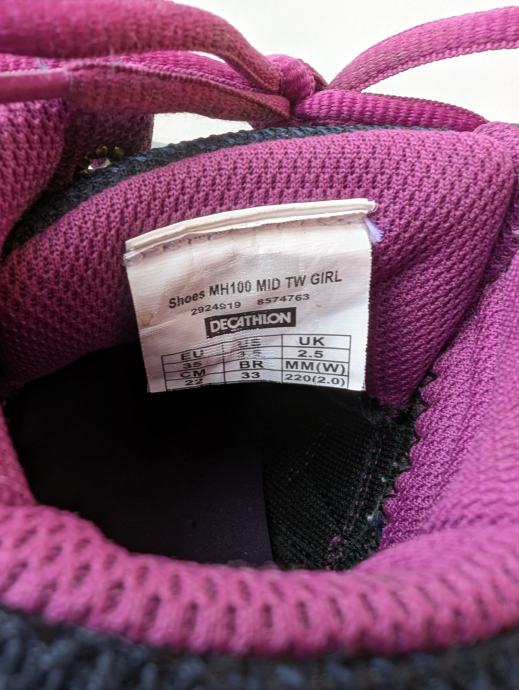 Shoes MH100 MID TW GIRL
2924919 8574763
DECATHLON
EU US UK
35 3.5 2.5
CM BR MM(W)
22 33 220(2.0)